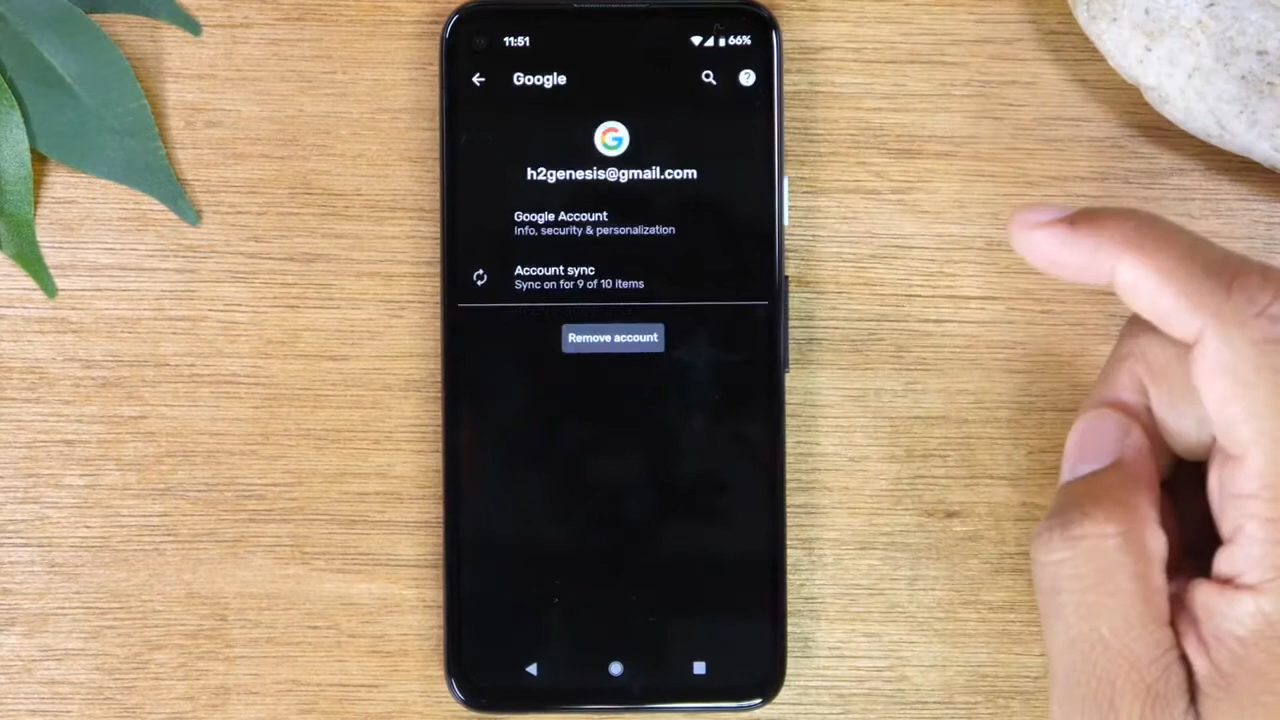 11:51
66%
Google
h2genesis@gmail.com
Google Account
Info, security & personalization
Account sync
Sync on for 9 of 10 items
Remove account